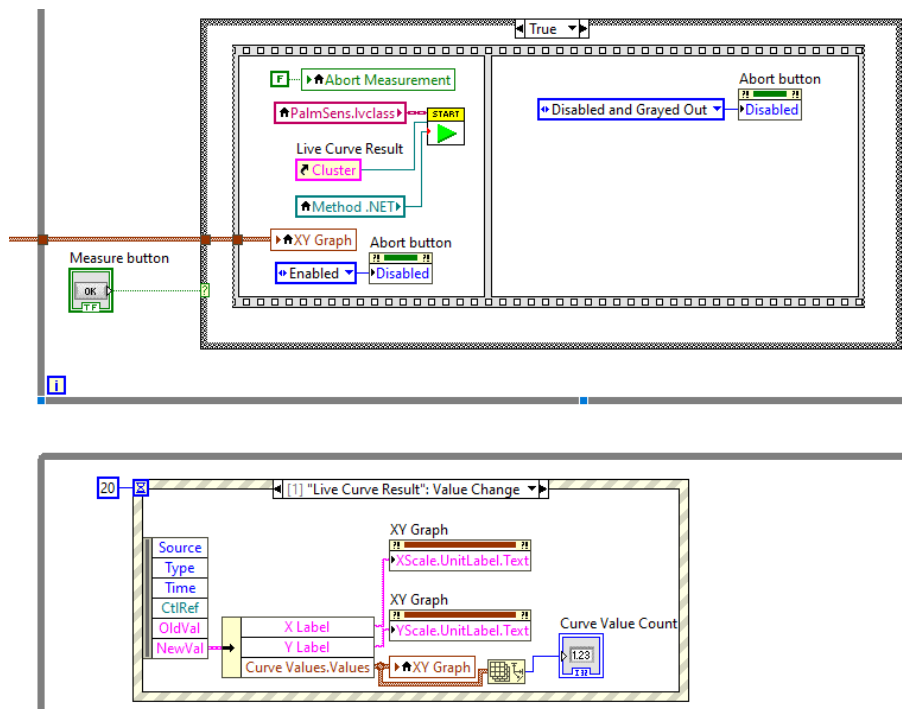 True
F
Abort Measurement
PalmSens.lvclass
START
Live Curve Result
Cluster
Method .NET
XY Graph
Abort button
?!
?!
Enabled
Disabled
Abort button
?!
?!
Disabled and Grayed Out
Disabled
Measure button
OK
TF
?
i
20
[1] "Live Curve Result": Value Change
Source
Type
Time
CtlRef
OldVal
NewVal
X Label
Y Label
Curve Values.Values
XY Graph
?!
?!
XScale.UnitLabel.Text
XY Graph
?!
?!
YScale.UnitLabel.Text
XY Graph
Curve Value Count
1.23
I32